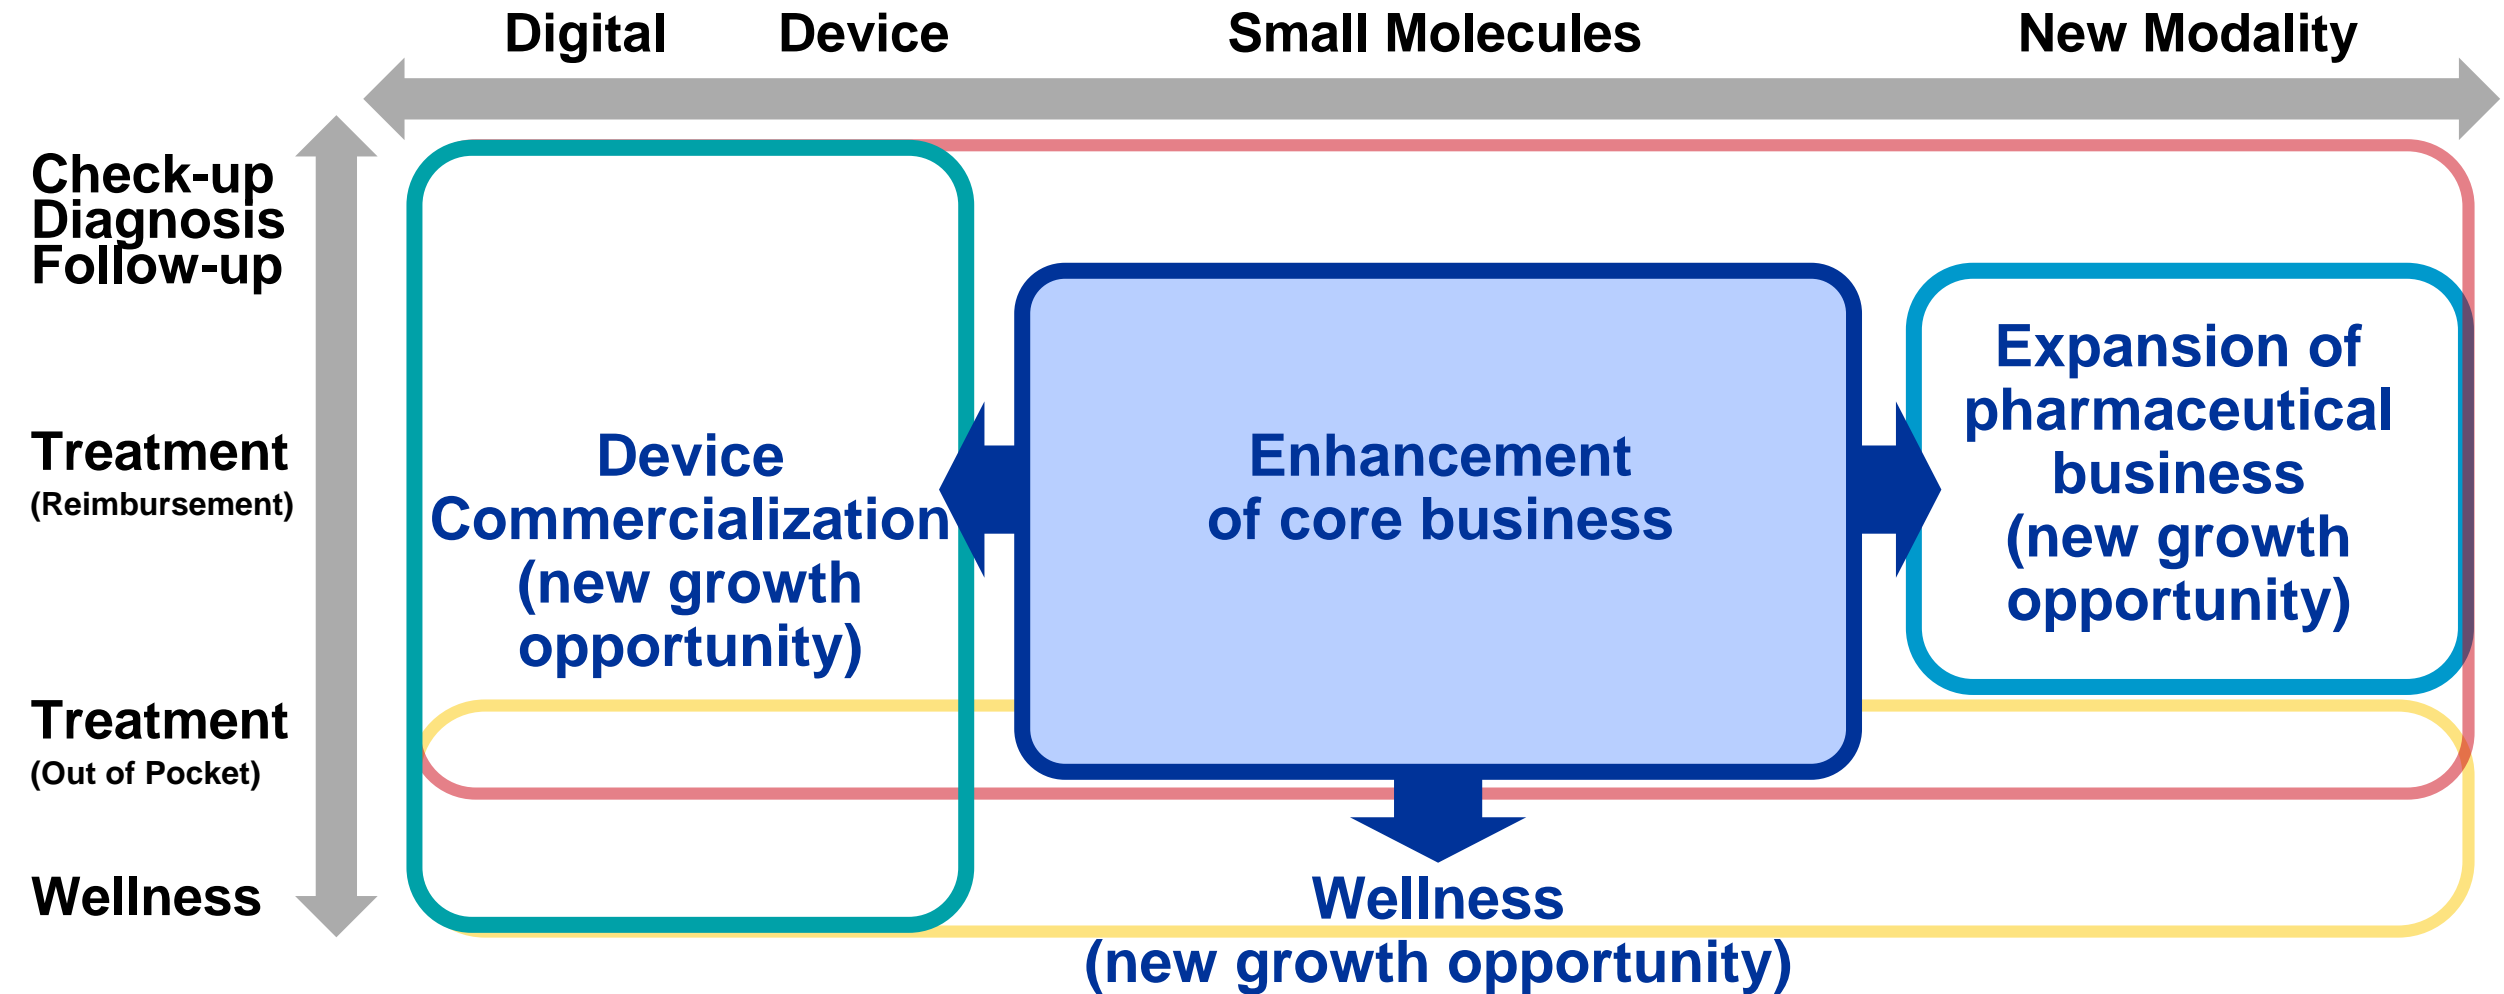 Digital Device Small Molecules New Modality
Check-up
Diagnosis
Follow-up
Treatment
(Reimbursement)
Treatment
(Out of Pocket)
Wellness
Device
Commercialization
(new growth
opportunity)
Enhancement
of core business
Expansion of
pharmaceutical
business
(new growth
opportunity)
Wellness
(new growth opportunity)